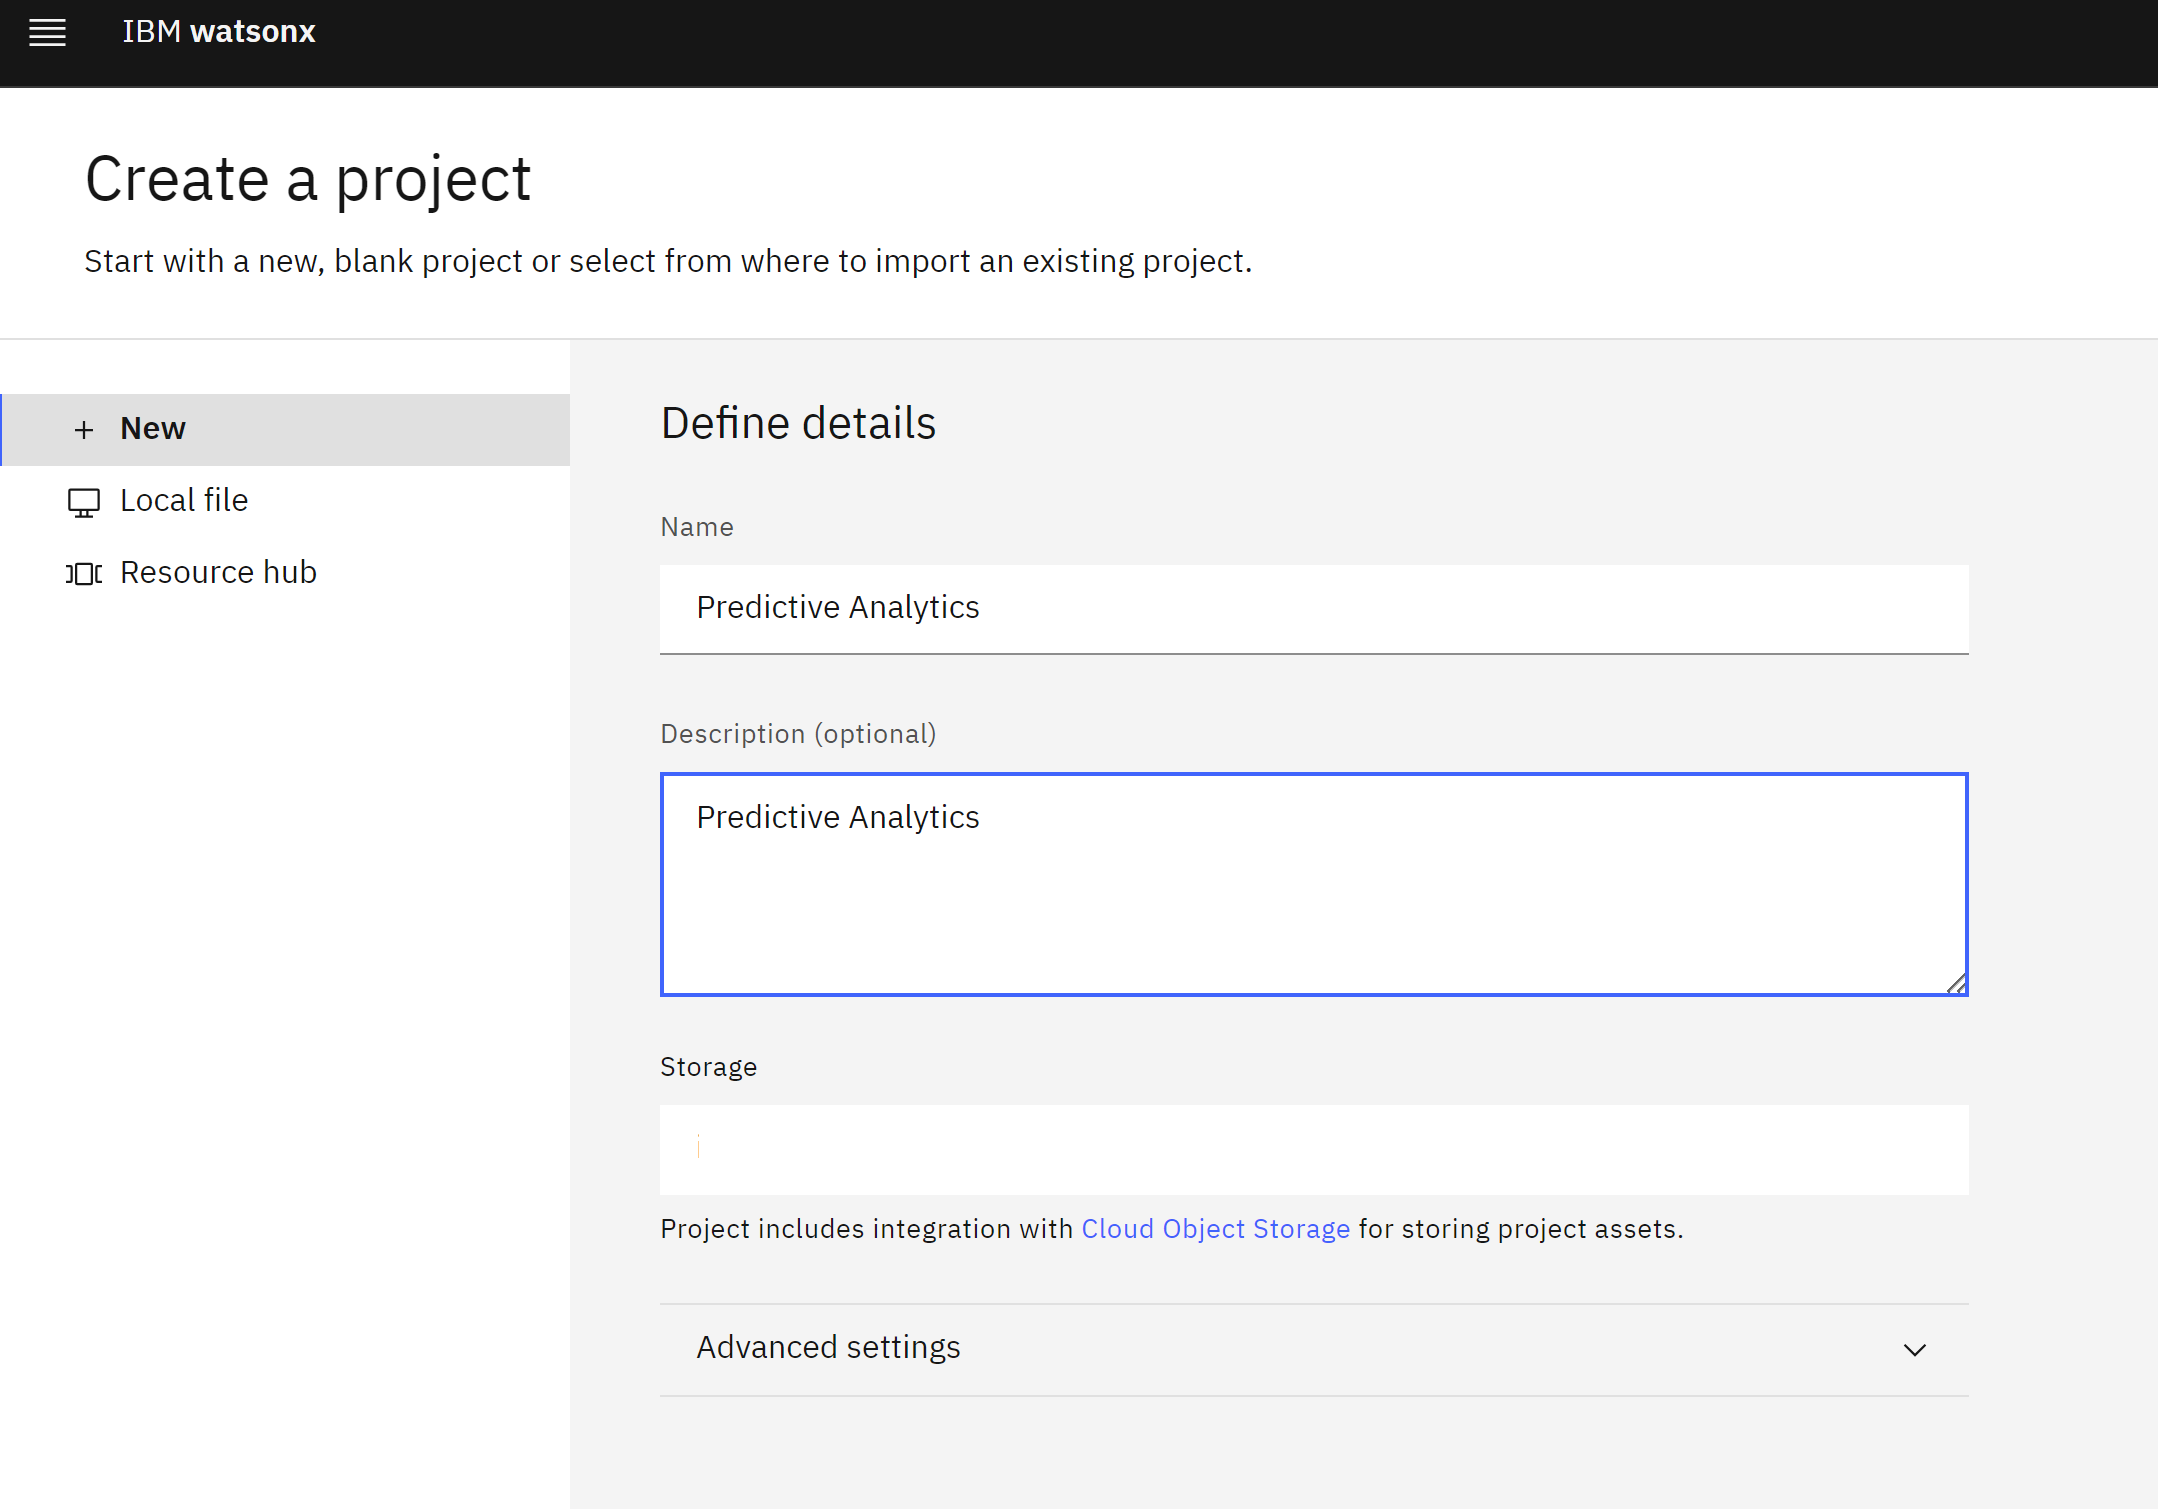 IBM watsonx
Create a project
Start with a new, blank project or select from where to import an existing project.
New
Local file
Resource hub
Define details
Name
Predictive Analytics
Description (optional)
Predictive Analytics
Storage
Project includes integration with Cloud Object Storage for storing project assets.
Advanced settings